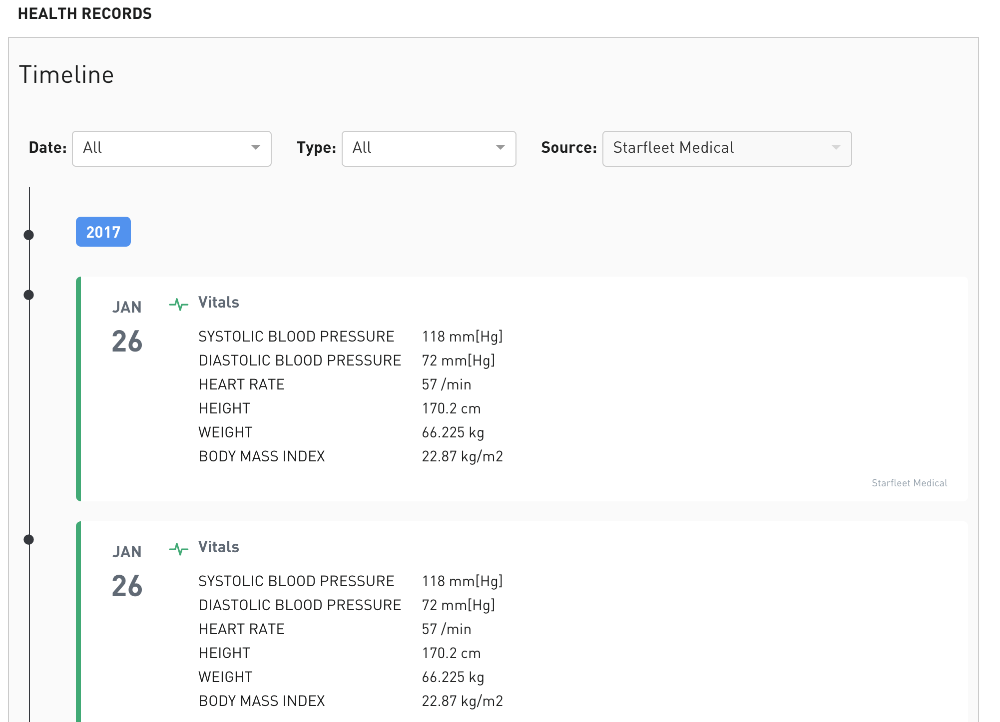 HEALTH RECORDS
Timeline
Date: All Type: All Source: Starfleet Medical
2017
JAN
26
Vitals
SYSTOLIC BLOOD PRESSURE 118 mm[Hg]
DIASTOLIC BLOOD PRESSURE 72 mm[Hg]
HEART RATE 57 /min
HEIGHT 170.2 cm
WEIGHT 66.225 kg
BODY MASS INDEX 22.87 kg/m2
Starfleet Medical
JAN
26
Vitals
SYSTOLIC BLOOD PRESSURE 118 mm[Hg]
DIASTOLIC BLOOD PRESSURE 72 mm[Hg]
HEART RATE 57 /min
HEIGHT 170.2 cm
WEIGHT 66.225 kg
BODY MASS INDEX 22.87 kg/m2